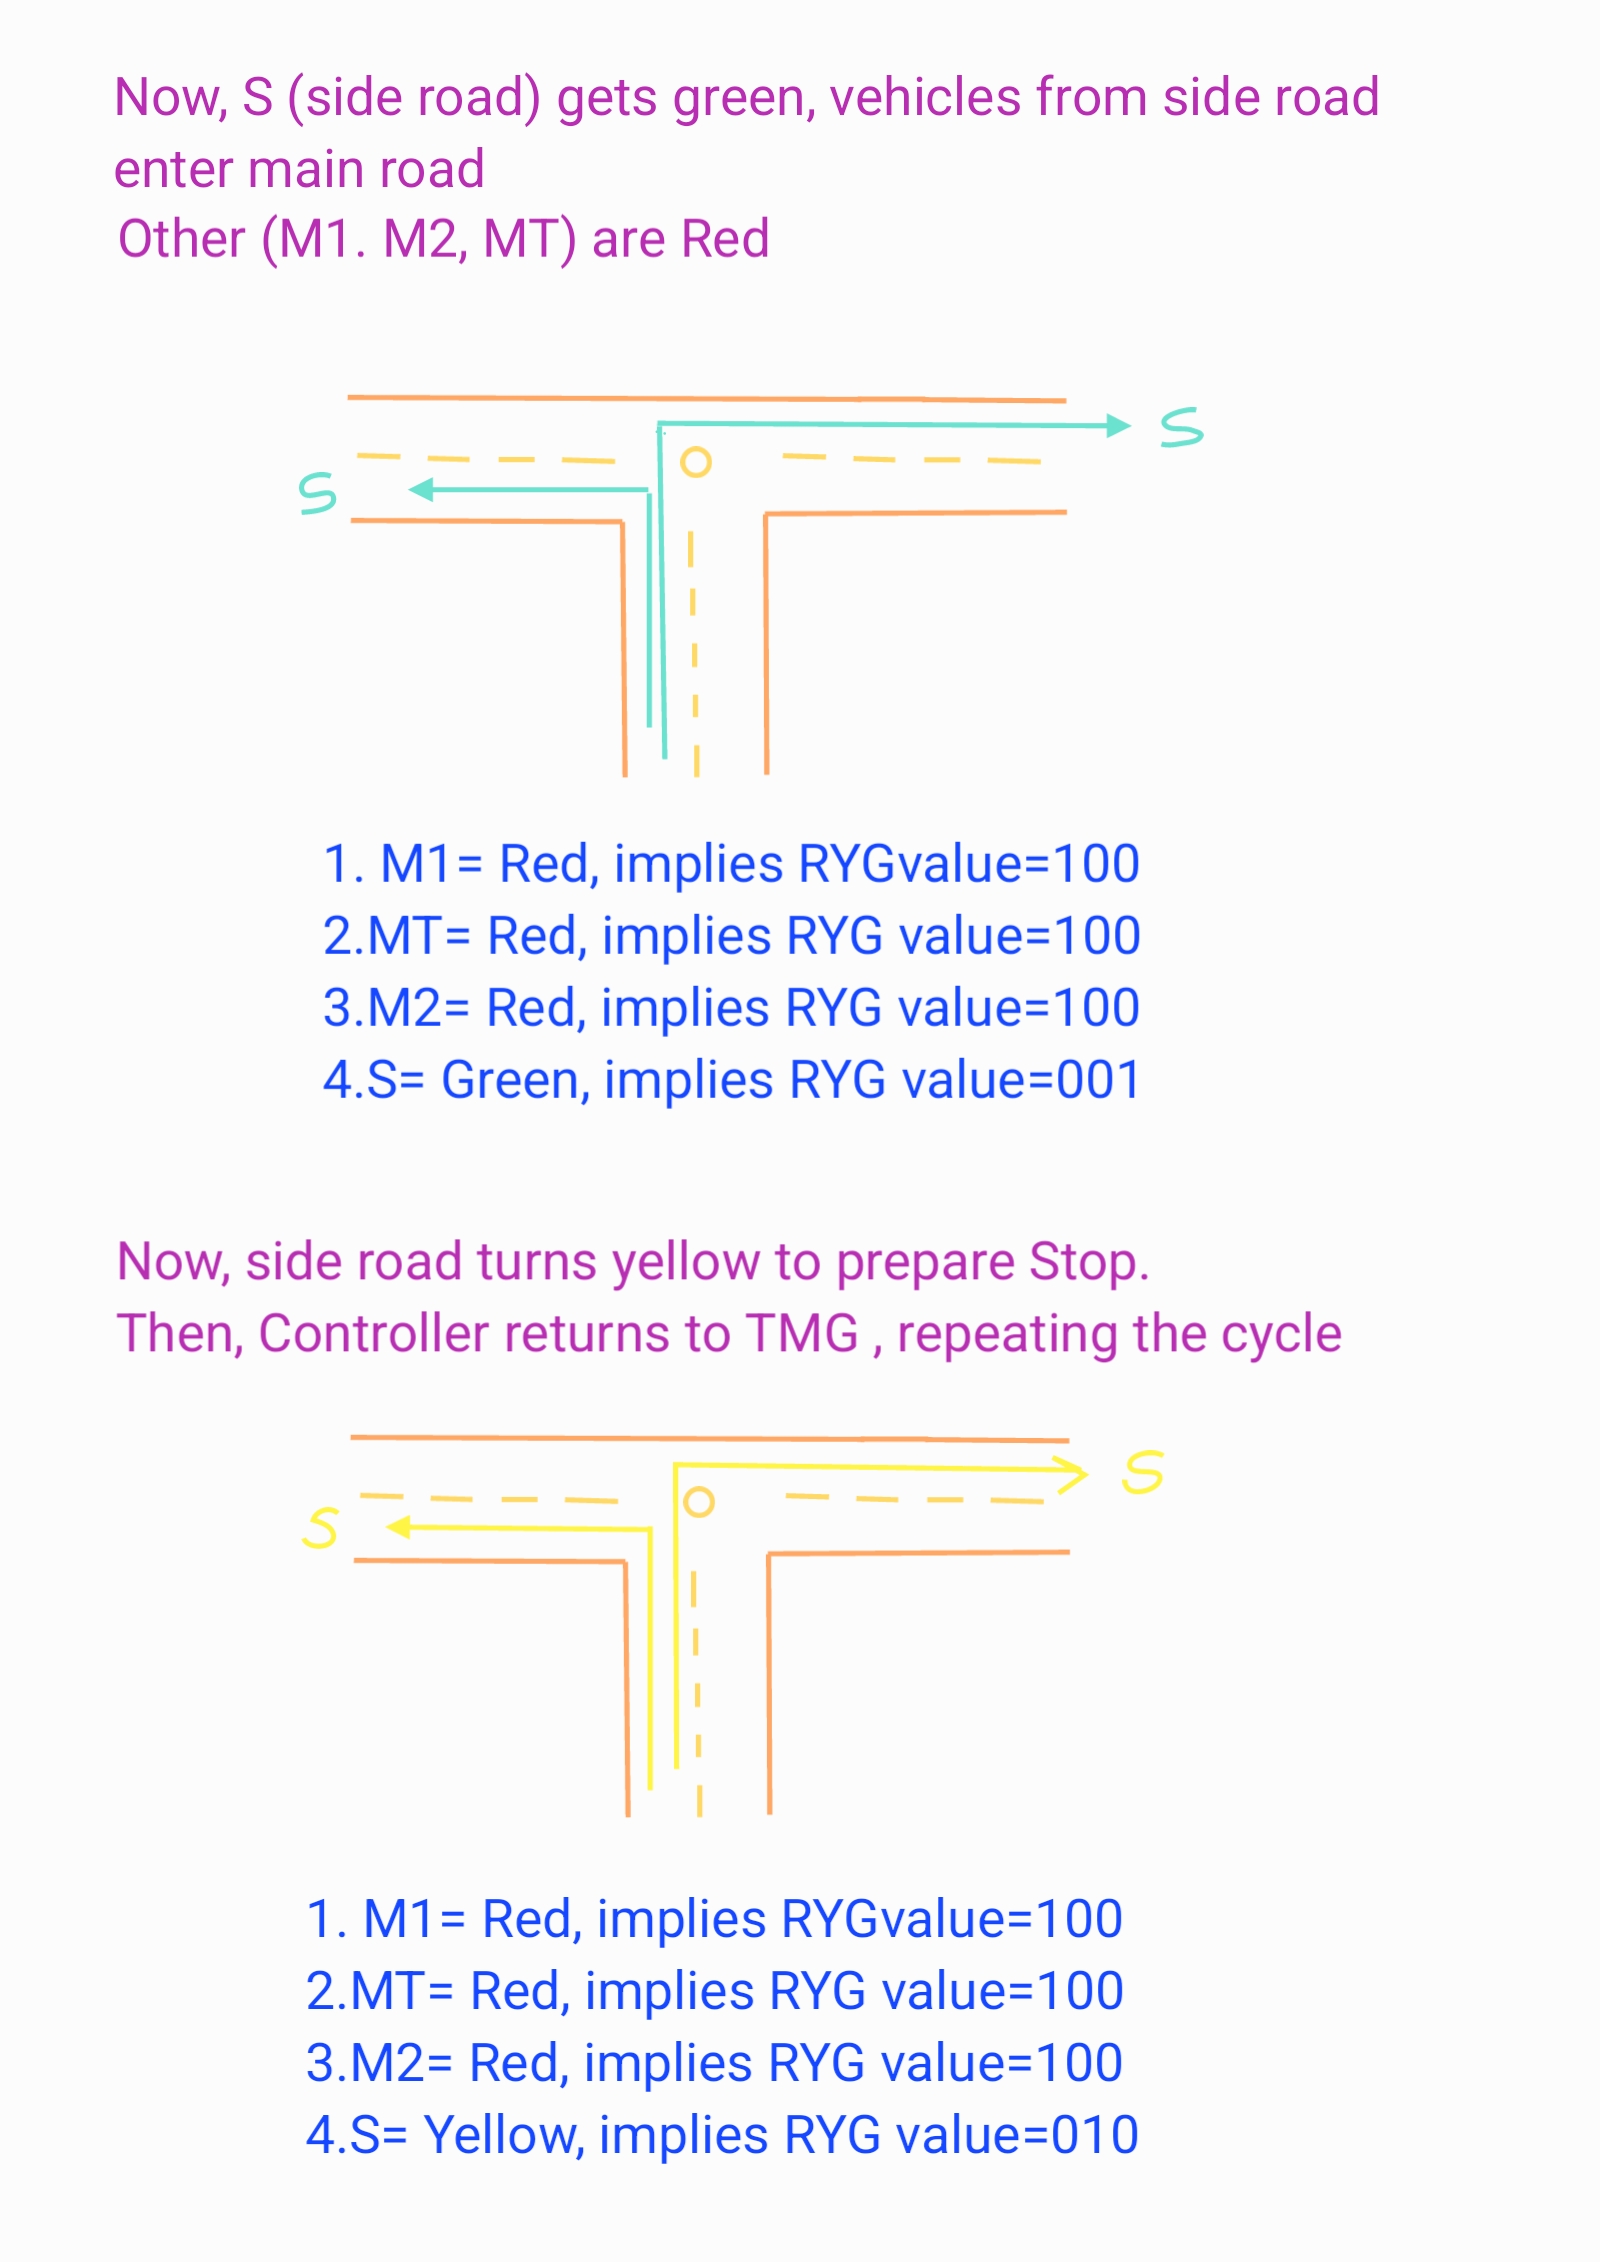 Now, S (side road) gets green, vehicles from side road
enter main road
Other (M1. M2, MT) are Red
S
S
1. M1= Red, implies RYGvalue=100
2.MT= Red, implies RYG value=100
3.M2= Red, implies RYG value=100
4.S= Green, implies RYG value=001
Now, side road turns yellow to prepare Stop.
Then, Controller returns to TMG , repeating the cycle
S
S
1. M1= Red, implies RYGvalue=100
2.MT= Red, implies RYG value=100
3.M2= Red, implies RYG value=100
4.S= Yellow, implies RYG value=010